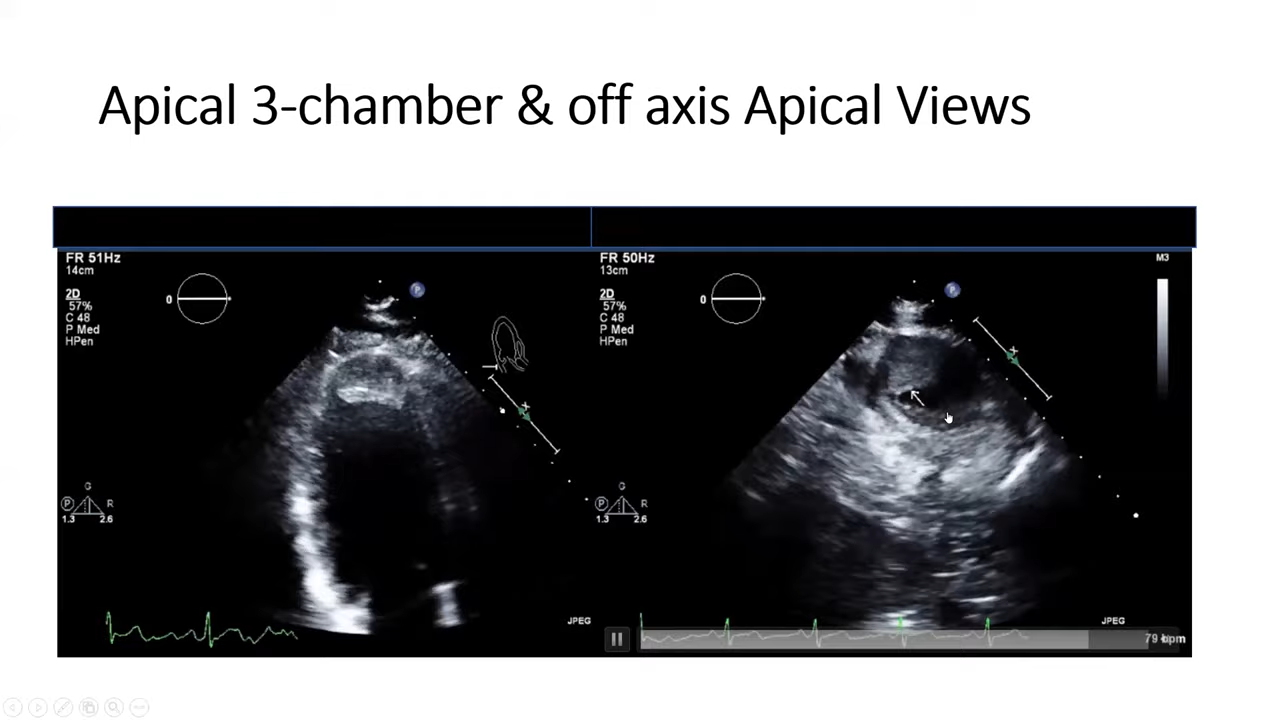 Apical 3-chamber & off axis Apical Views
FR 51Hz
14cm
2D
57%
C 48
P Med
HPen
0
P
G
P R
1.3 2.6
JPEG
FR 50Hz
13cm
2D
57%
C 48
P Med
HPen
0
P
M3
G
P R
1.3 2.6
JPEG
79 bpm